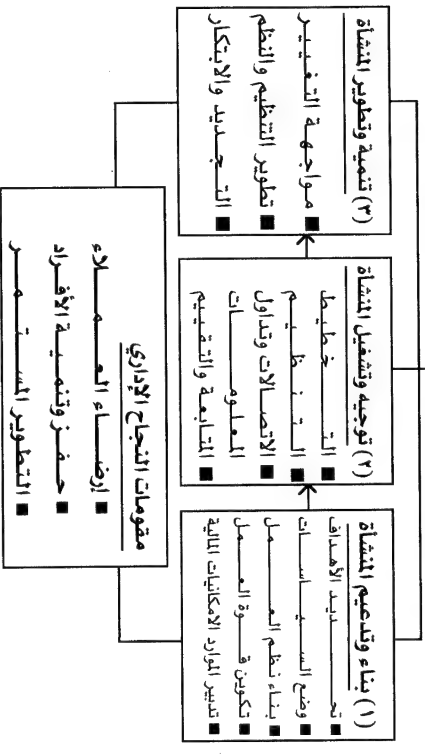 (١) بناء وتدعيم المنشأة
■ تحديد الأهداف
■ وضع السياسات
■ بناء نظم العمل
■ تكوين قوة العمل
■ تدبير الموارد الامكانيات المالية
(٢) توجيه وتشغيل المنشأة
■ التخطيط
■ التنظيم
■ الاتصالات وتداول
المعلومات
■ المتابعة والتقييم
(٣) تنمية وتطوير المنشأة
■ مواجهة التغيير
■ تطوير التنظيم والنظم
■ التجديد والابتكار
مقومات النجاح الإداري
■ إرضاء العملاء
■ حفز وتنمية الأفراد
■ التطوير المستمر